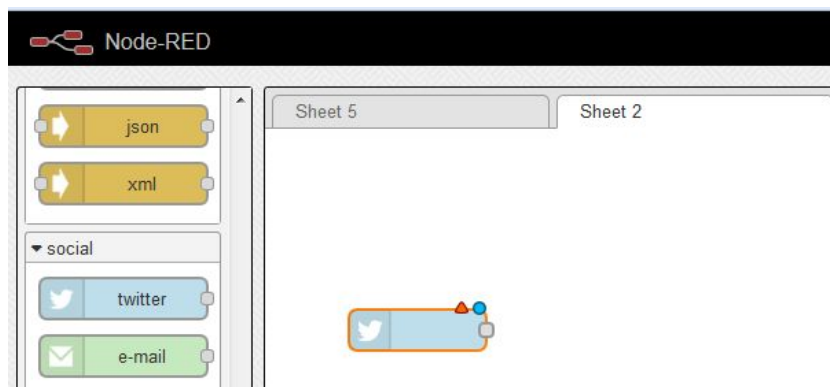 Node-RED
Sheet 5
Sheet 2
json
xml
social
twitter
e-mail